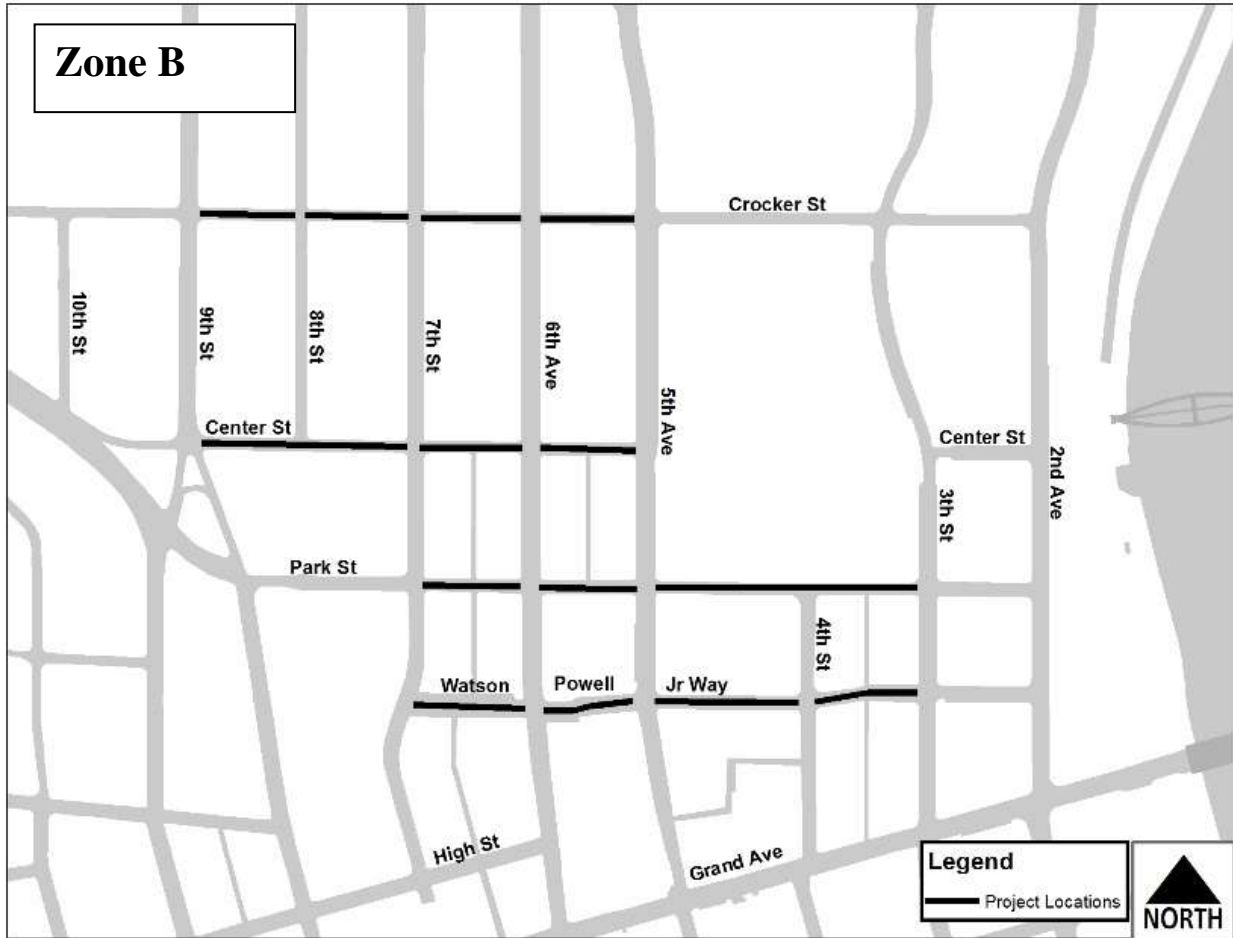 Zone B
Crocker St
10th St
9th St
8th St
7th St
6th Ave
5th Ave
Center St
Center St
2nd Ave
3rd St
Park St
4th St
Watson Powell Jr Way
High St
Grand Ave
Legend
Project Locations
NORTH